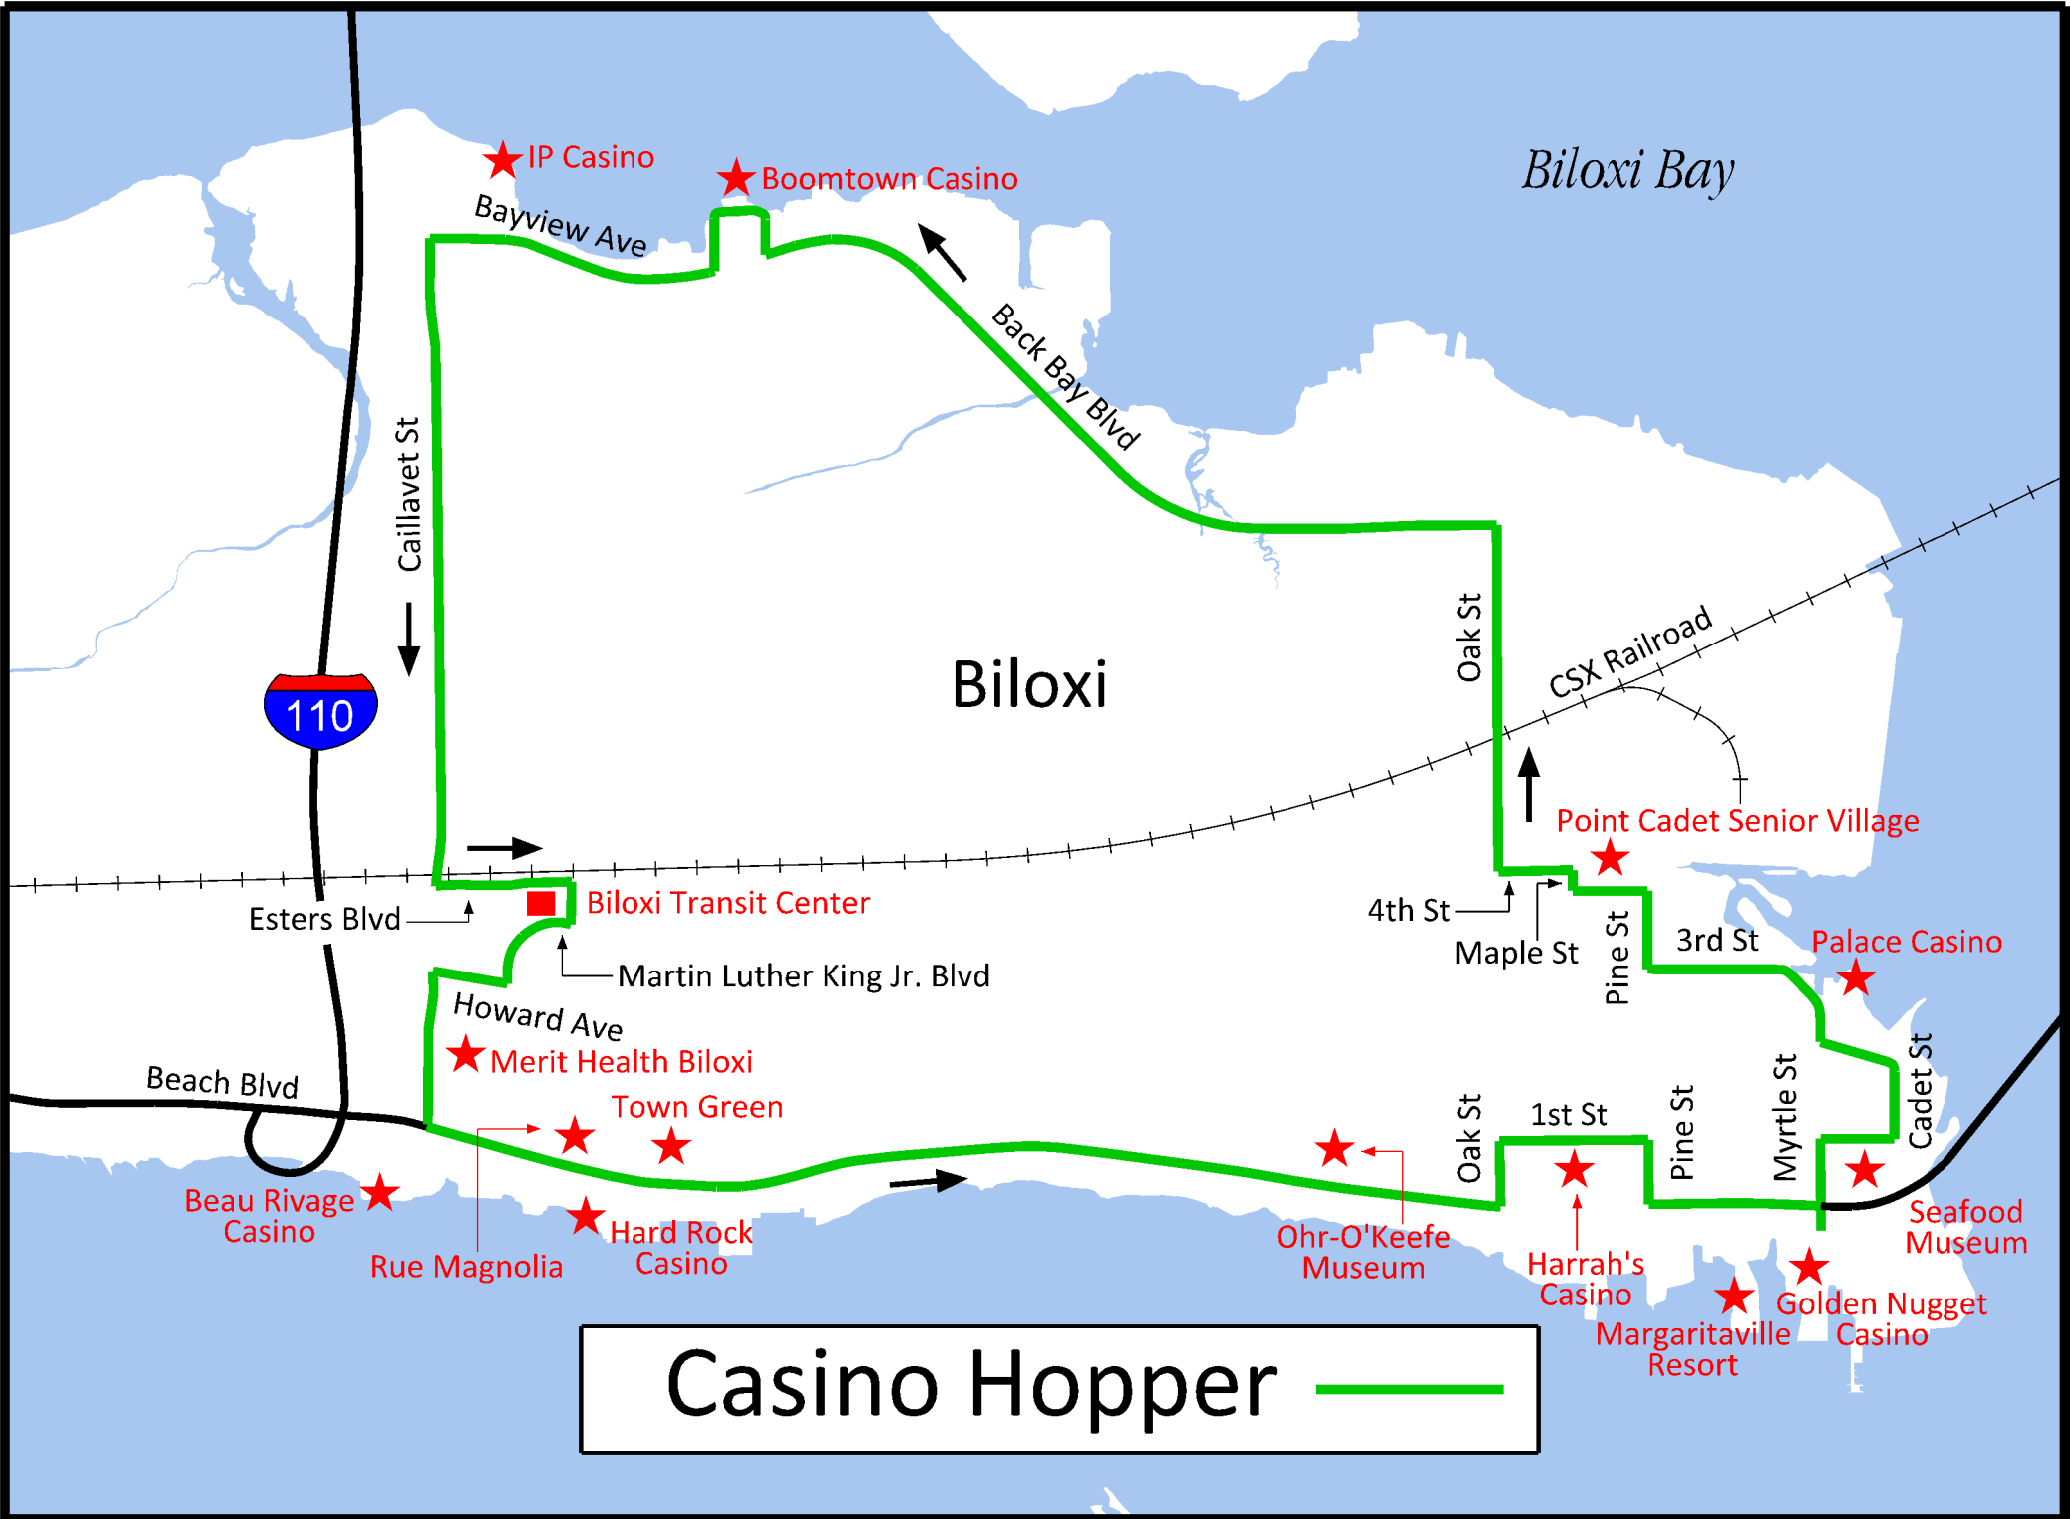 IP Casino
Boomtown Casino
Biloxi Bay
Bayview Ave
Back Bay Blvd
Caillavet St
Oak St
CSX Railroad
Biloxi
110
Point Cadet Senior Village
Esters Blvd
Biloxi Transit Center
4th St
Maple St
Pine St
3rd St
Palace Casino
Martin Luther King Jr. Blvd
Howard Ave
Merit Health Biloxi
Beach Blvd
Town Green
Oak St
1st St
Pine St
Myrtle St
Cadet St
Beau Rivage
Casino
Rue Magnolia
Hard Rock
Casino
Ohr-O'Keefe
Museum
Harrah's
Casino
Seafood
Museum
Golden Nugget
Casino
Margaritaville
Resort
Casino Hopper